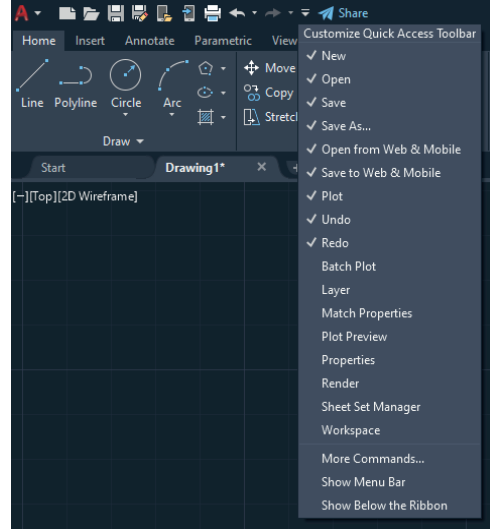 A
Share
Home Insert Annotate Parametric View
Customize Quick Access Toolbar
New
Open
Save
Save As...
Open from Web & Mobile
Save to Web & Mobile
Plot
Undo
Redo
Batch Plot
Layer
Match Properties
Plot Preview
Properties
Render
Sheet Set Manager
Workspace
More Commands...
Show Menu Bar
Show Below the Ribbon
Line Polyline Circle Arc
Move
Copy
Stretch
Draw
Start Drawing1*
[−][Top][2D Wireframe]